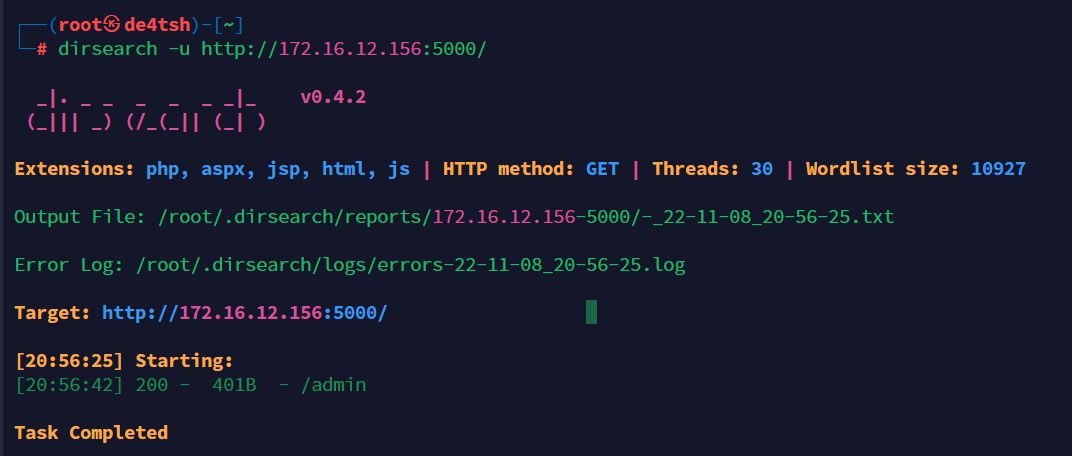 ┌──(root㉿de4tsh)-[~]
└─# dirsearch -u http://172.16.12.156:5000/
  _|. _ _  _  _  _ _|_    v0.4.2
 (_||| _) (/_(_|| (_| )
Extensions: php, aspx, jsp, html, js | HTTP method: GET | Threads: 30 | Wordlist size: 10927
Output File: /root/.dirsearch/reports/172.16.12.156-5000/-_22-11-08_20-56-25.txt
Error Log: /root/.dirsearch/logs/errors-22-11-08_20-56-25.log
Target: http://172.16.12.156:5000/
[20:56:25] Starting:
[20:56:42] 200 -  401B  - /admin
Task Completed